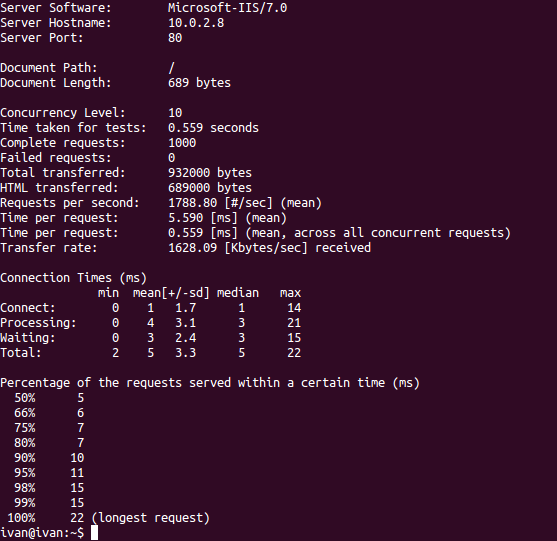 Server Software:        Microsoft-IIS/7.0
Server Hostname:        10.0.2.8
Server Port:            80

Document Path:          /
Document Length:        689 bytes

Concurrency Level:      10
Time taken for tests:   0.559 seconds
Complete requests:      1000
Failed requests:        0
Total transferred:      932000 bytes
HTML transferred:       689000 bytes
Requests per second:    1788.80 [#/sec] (mean)
Time per request:       5.590 [ms] (mean)
Time per request:       0.559 [ms] (mean, across all concurrent requests)
Transfer rate:          1628.09 [Kbytes/sec] received

Connection Times (ms)
              min  mean[+/-sd] median   max
Connect:        0    1   1.7      1      14
Processing:     0    4   3.1      3      21
Waiting:        0    3   2.4      3      15
Total:          2    5   3.3      5      22

Percentage of the requests served within a certain time (ms)
  50%      5
  66%      6
  75%      7
  80%      7
  90%     10
  95%     11
  98%     15
  99%     15
 100%     22 (longest request)
ivan@ivan:~$